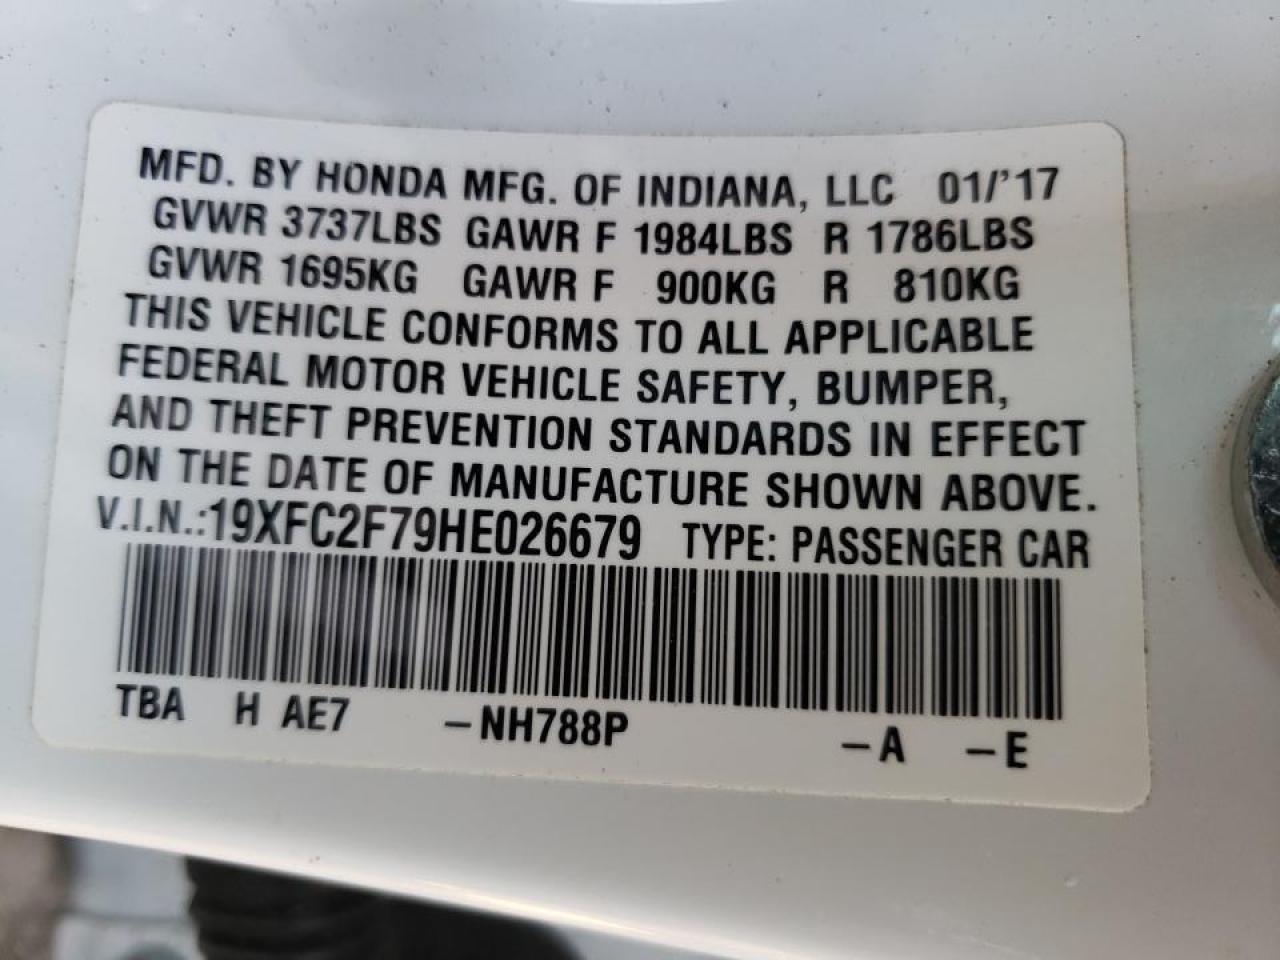 MFD. BY HONDA MFG. OF INDIANA, LLC 01/'17
GVWR 3737LBS GAWR F 1984LBS R 1786LBS
GVWR 1695KG GAWR F 900KG R 810KG
THIS VEHICLE CONFORMS TO ALL APPLICABLE
FEDERAL MOTOR VEHICLE SAFETY, BUMPER,
AND THEFT PREVENTION STANDARDS IN EFFECT
ON THE DATE OF MANUFACTURE SHOWN ABOVE.
V.I.N.:19XFC2F79HE026679 TYPE: PASSENGER CAR
TBA H AE7 –NH788P –A –E